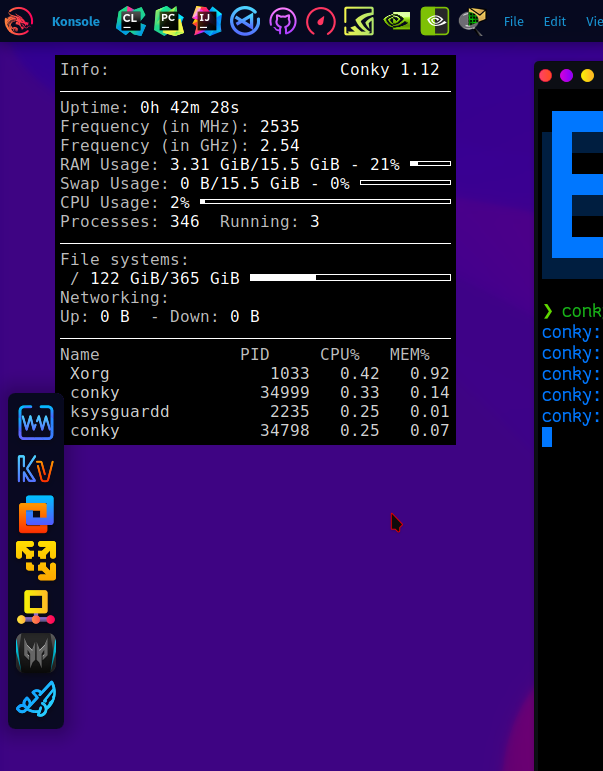 Konsole CL PC IJ File Edit Vie
Info: Conky 1.12
Uptime: 0h 42m 28s
Frequency (in MHz): 2535
Frequency (in GHz): 2.54
RAM Usage: 3.31 GiB/15.5 GiB - 21%
Swap Usage: 0 B/15.5 GiB - 0%
CPU Usage: 2%
Processes: 346 Running: 3
File systems:
/ 122 GiB/365 GiB
Networking:
Up: 0 B - Down: 0 B
Name PID CPU% MEM%
Xorg 1033 0.42 0.92
conky 34999 0.33 0.14
ksysguardd 2235 0.25 0.01
conky 34798 0.25 0.07
KV
❯ conk
conky:
conky:
conky:
conky:
conky: